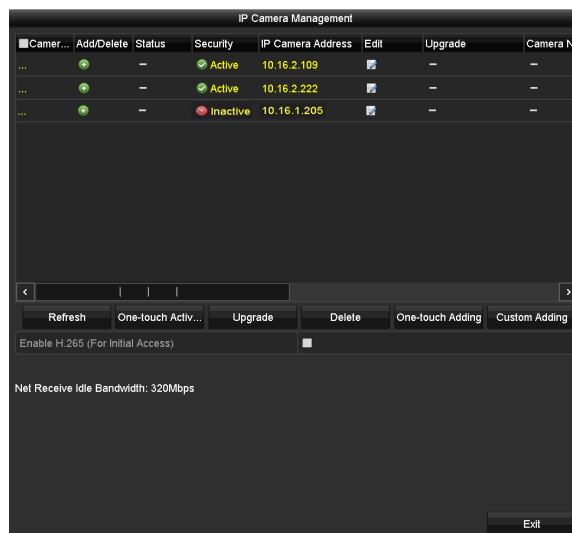 IP Camera Management
Camer... Add/Delete Status Security IP Camera Address Edit Upgrade Camera N
... – Active 10.16.2.109 – –
... – Active 10.16.2.222 – –
... – Inactive 10.16.1.205 – –
Refresh One-touch Activ... Upgrade Delete One-touch Adding Custom Adding
Enable H.265 (For Initial Access)
Net Receive Idle Bandwidth: 320Mbps
Exit